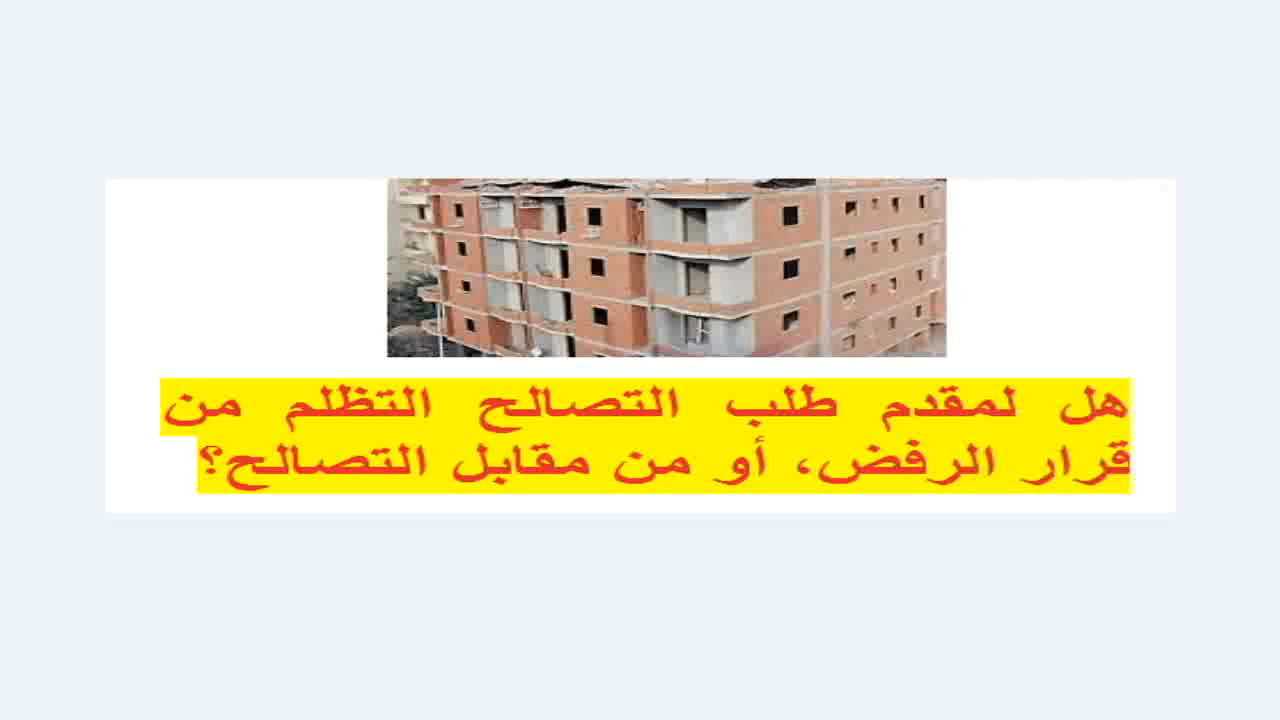 هل لمقدم طلب التصالح التظلم من
قرار الرفض، أو من مقابل التصالح؟